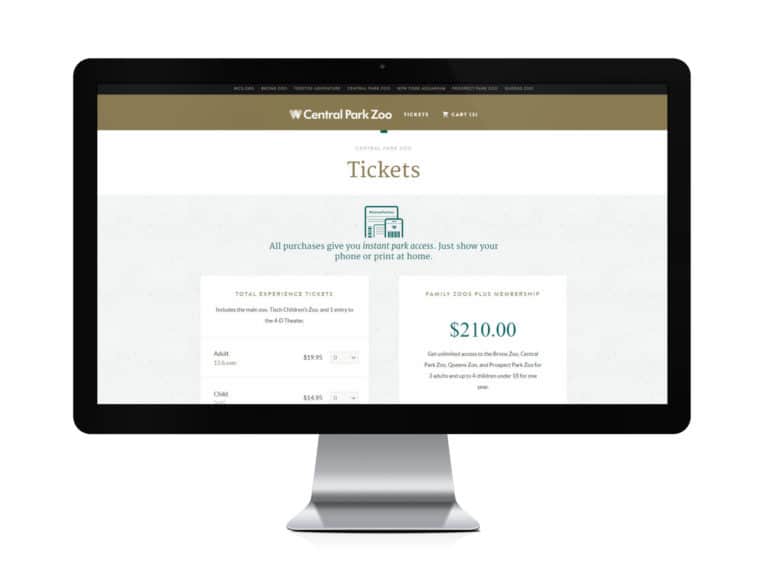 WCS.ORG BRONX ZOO TREETOP ADVENTURE CENTRAL PARK ZOO NEW YORK AQUARIUM PROSPECT PARK ZOO QUEENS ZOO
Central Park Zoo TICKETS CART (2)
CENTRAL PARK ZOO
Tickets
All purchases give you instant park access. Just show your
phone or print at home.
TOTAL EXPERIENCE TICKETS
Includes the main zoo, Tisch Children's Zoo, and 1 entry to
the 4-D Theater.
Adult
13 & over
$19.95 0
Child
$14.95 0
FAMILY ZOOS PLUS MEMBERSHIP
$210.00
Get unlimited access to the Bronx Zoo, Central
Park Zoo, Queens Zoo, and Prospect Park Zoo for
3 adults and up to 4 children under 18 for one
year.